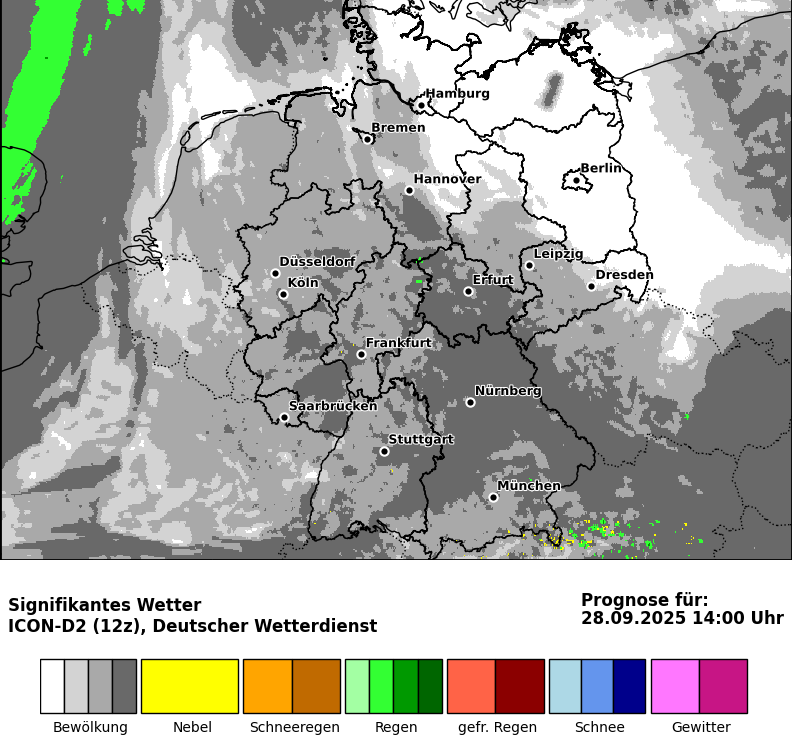 Hamburg
Bremen
Berlin
Hannover
Leipzig
Düsseldorf
Dresden
Köln
Erfurt
Frankfurt
Nürnberg
Saarbrücken
Stuttgart
München
Signifikantes Wetter
ICON-D2 (12z), Deutscher Wetterdienst
Prognose für:
28.09.2025 14:00 Uhr
Bewölkung Nebel Schneeregen Regen gefr. Regen Schnee Gewitter